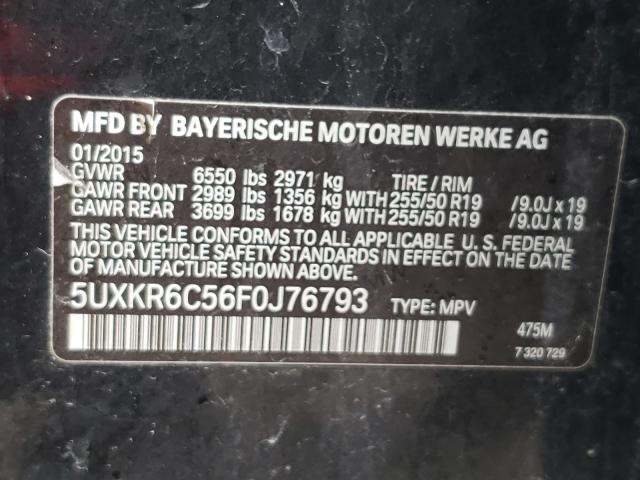 MFD BY BAYERISCHE MOTOREN WERKE AG
01/2015
GVWR 6550 lbs 2971 kg TIRE / RIM
GAWR FRONT 2989 lbs 1356 kg WITH 255/50 R19 /9.0J x 19
GAWR REAR 3699 lbs 1678 kg WITH 255/50 R19 /9.0J x 19
THIS VEHICLE CONFORMS TO ALL APPLICABLE U. S. FEDERAL
MOTOR VEHICLE SAFETY STANDARDS IN EFFECT ON THE DATE
OF MANUFACTURE SHOWN ABOVE.
5UXKR6C56F0J76793 TYPE: MPV
475M
7 320 729